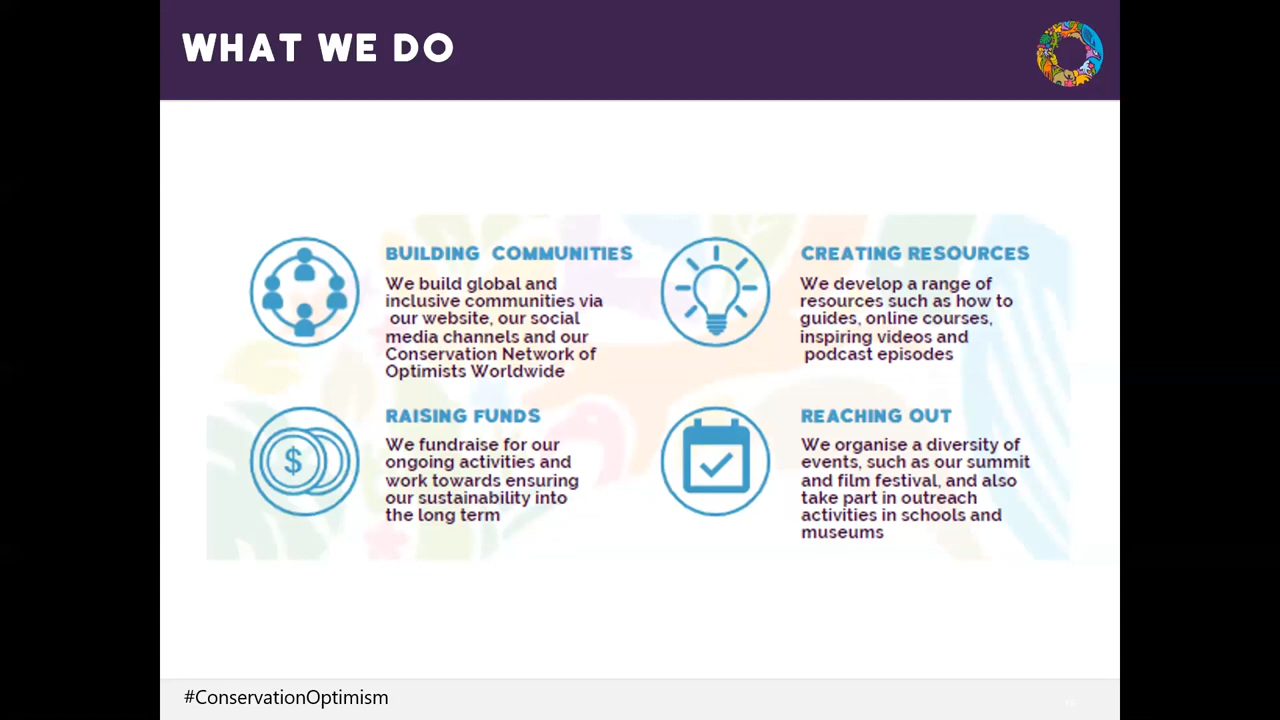 WHAT WE DO
BUILDING COMMUNITIES
We build global and
inclusive communities via
our website, our social
media channels and our
Conservation Network of
Optimists Worldwide
CREATING RESOURCES
We develop a range of
resources such as how to
guides, online courses,
inspiring videos and
podcast episodes
RAISING FUNDS
$
We fundraise for our
ongoing activities and
work towards ensuring
our sustainability into
the long term
REACHING OUT
We organise a diversity of
events, such as our summit
and film festival, and also
take part in outreach
activities in schools and
museums
#ConservationOptimism